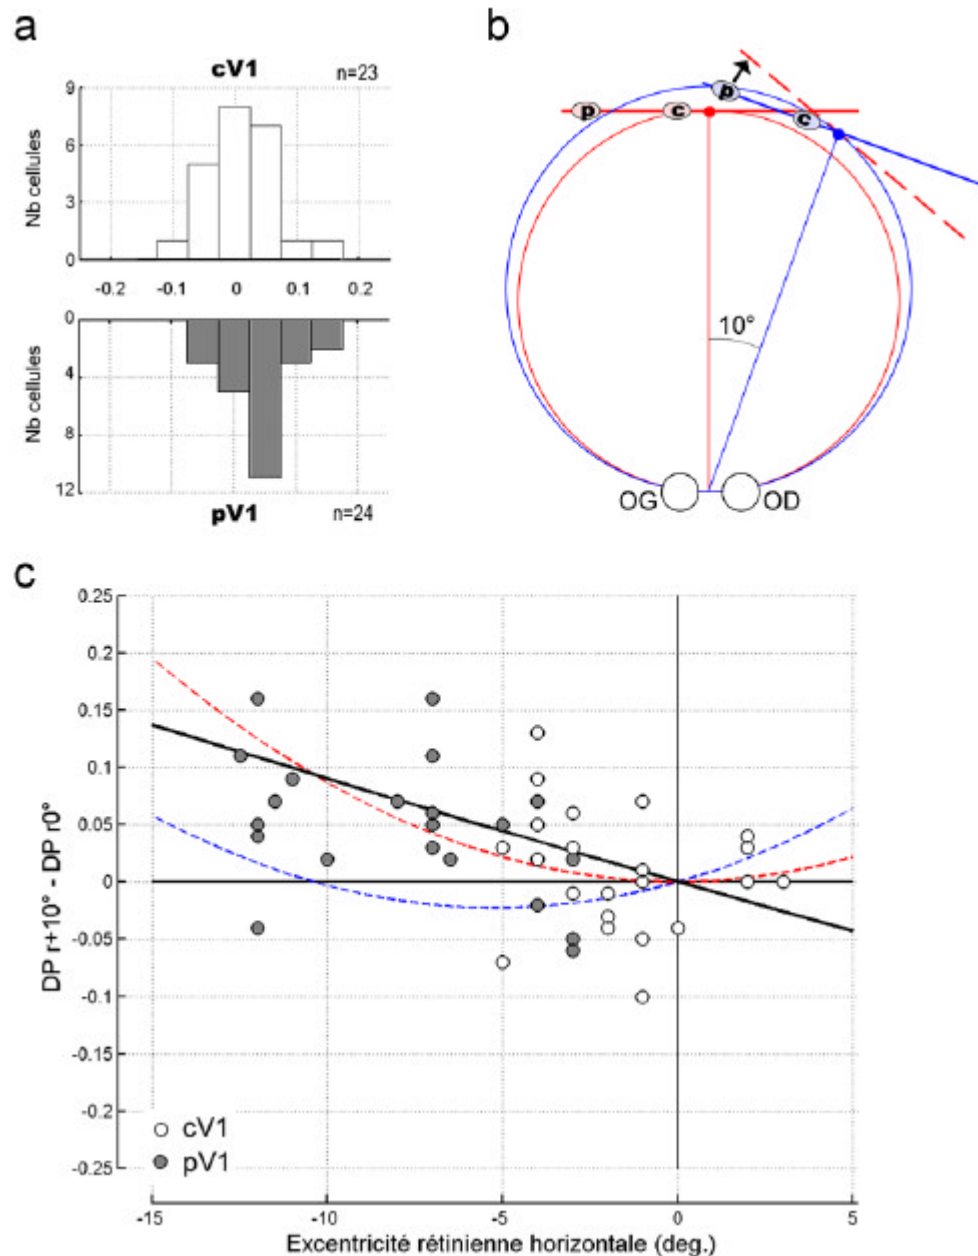 a
cV1
n=23
Nb cellules
9
6
3
0
-0.2 -0.1 0 0.1 0.2
0
4
8
12
Nb cellules
pV1
n=24
b
p c
p
c
10°
OG OD
c
0.25
0.2
0.15
0.1
0.05
0
-0.05
-0.1
-0.15
-0.2
-0.25
DP r+10° - DP r0°
cV1
pV1
-15 -10 -5 0 5
Excentricité rétinienne horizontale (deg.)